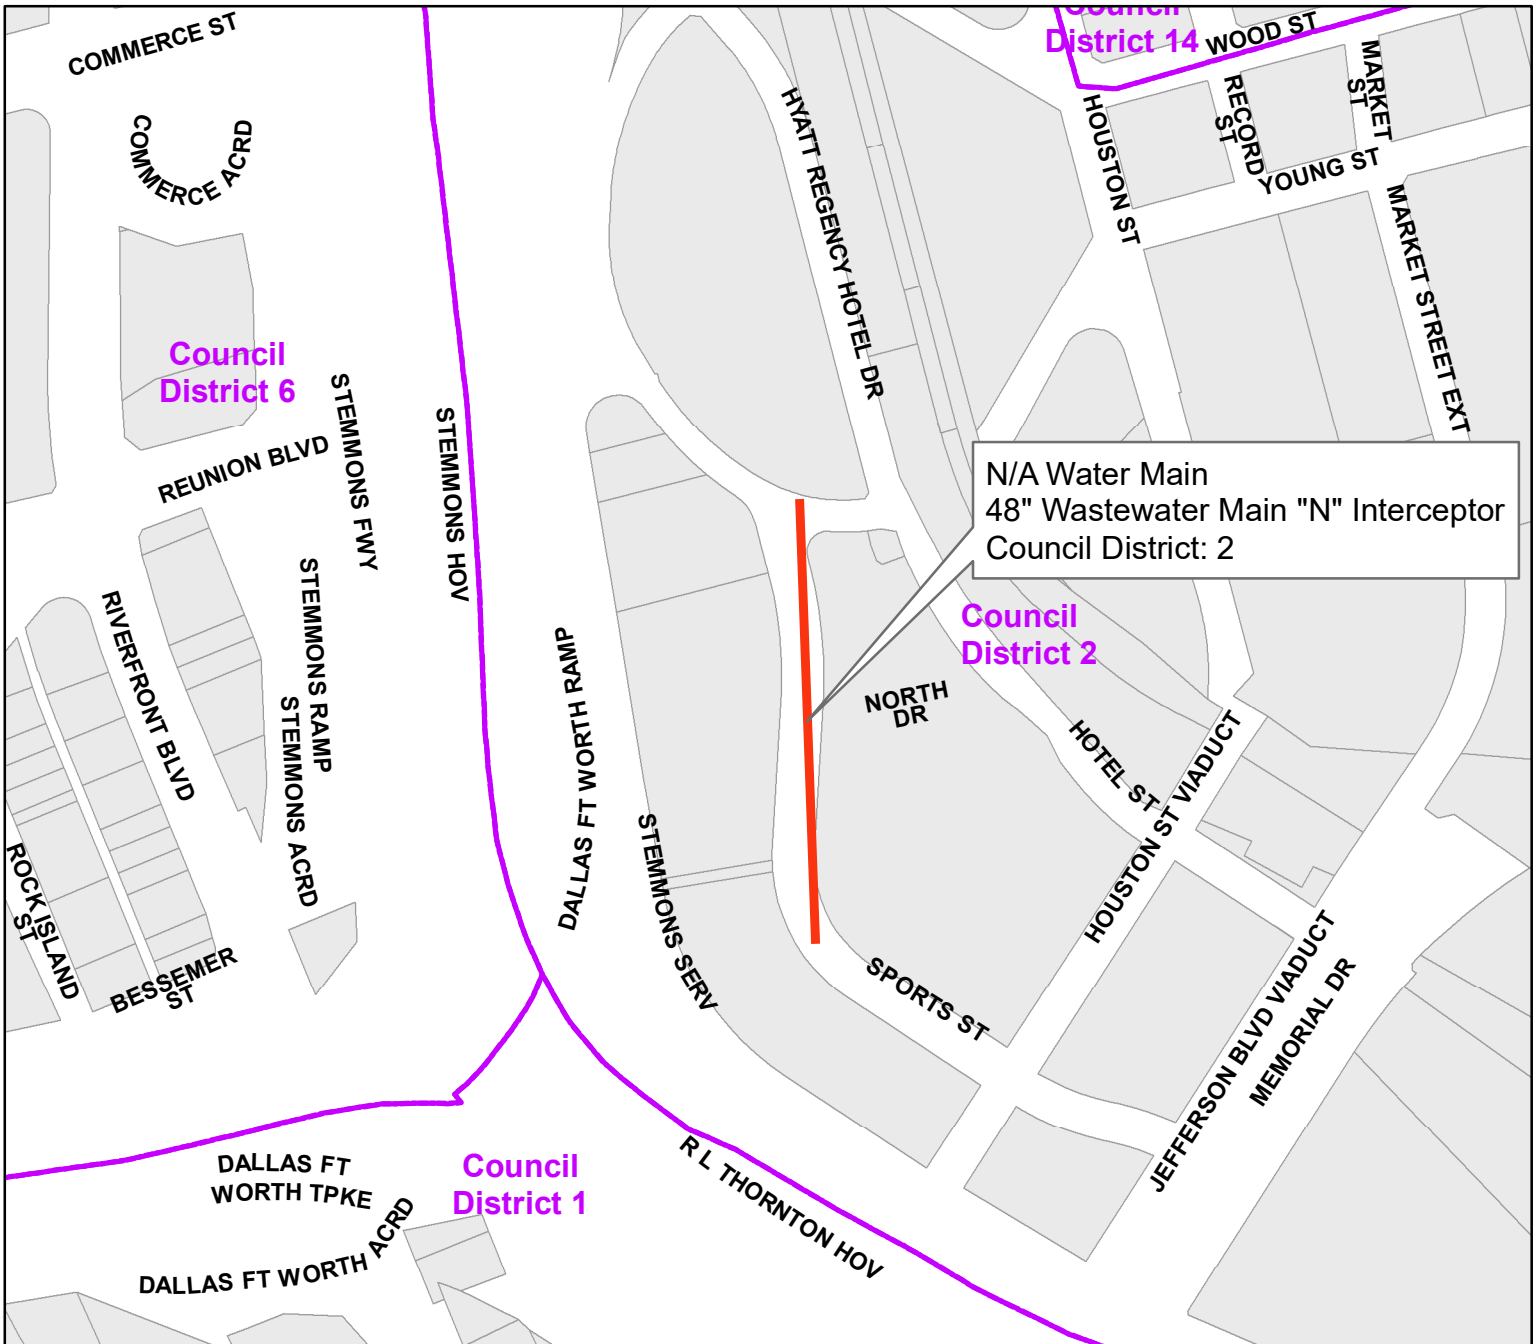 Council
District 14
WOOD ST
COMMERCE ST
MARKET
ST
RECORD
ST
HOUSTON ST
YOUNG ST
COMMERCE ACRD
HYATT REGENCY HOTEL DR
MARKET STREET EXT
Council
District 6
STEMMONS FWY
STEMMONS HOV
REUNION BLVD
N/A Water Main
48" Wastewater Main "N" Interceptor
Council District: 2
STEMMONS RAMP
RIVERFRONT BLVD
Council
District 2
DALLAS FT WORTH RAMP
NORTH
DR
STEMMONS ACRD
HOTEL ST
HOUSTON ST VIADUCT
STEMMONS SERV
ROCK ISLAND
ST
BESSEMER
ST
SPORTS ST
JEFFERSON BLVD VIADUCT
MEMORIAL DR
R L THORNTON HOV
DALLAS FT
WORTH TPKE
Council
District 1
DALLAS FT WORTH ACRD